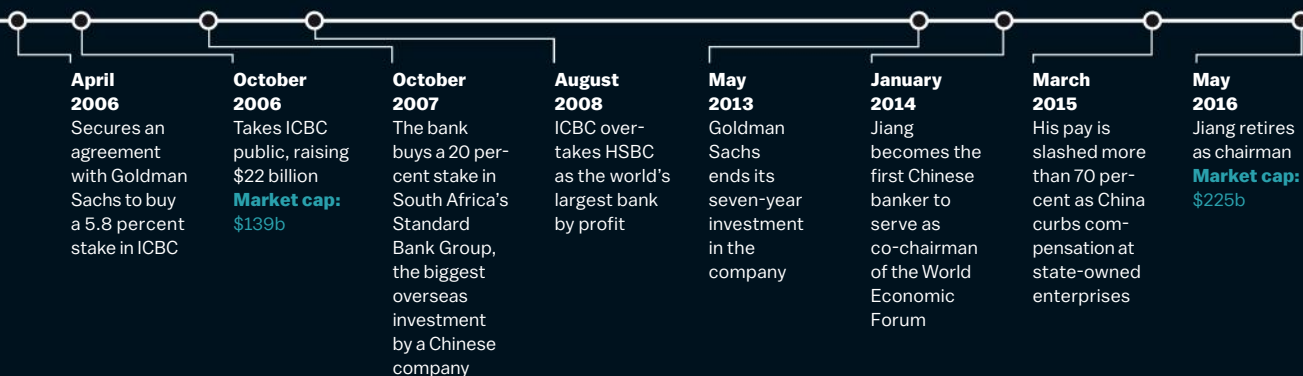 April
2006
Secures an
agreement
with Goldman
Sachs to buy
a 5.8 percent
stake in ICBC
October
2006
Takes ICBC
public, raising
$22 billion
Market cap:
$139b
October
2007
The bank
buys a 20 per-
cent stake in
South Africa's
Standard
Bank Group,
the biggest
overseas
investment
by a Chinese
company
August
2008
ICBC over-
takes HSBC
as the world's
largest bank
by profit
May
2013
Goldman
Sachs
ends its
seven-year
investment
in the
company
January
2014
Jiang
becomes the
first Chinese
banker to
serve as
co-chairman
of the World
Economic
Forum
March
2015
His pay is
slashed more
than 70 per-
cent as China
curbs com-
pensation at
state-owned
enterprises
May
2016
Jiang retires
as chairman
Market cap:
$225b